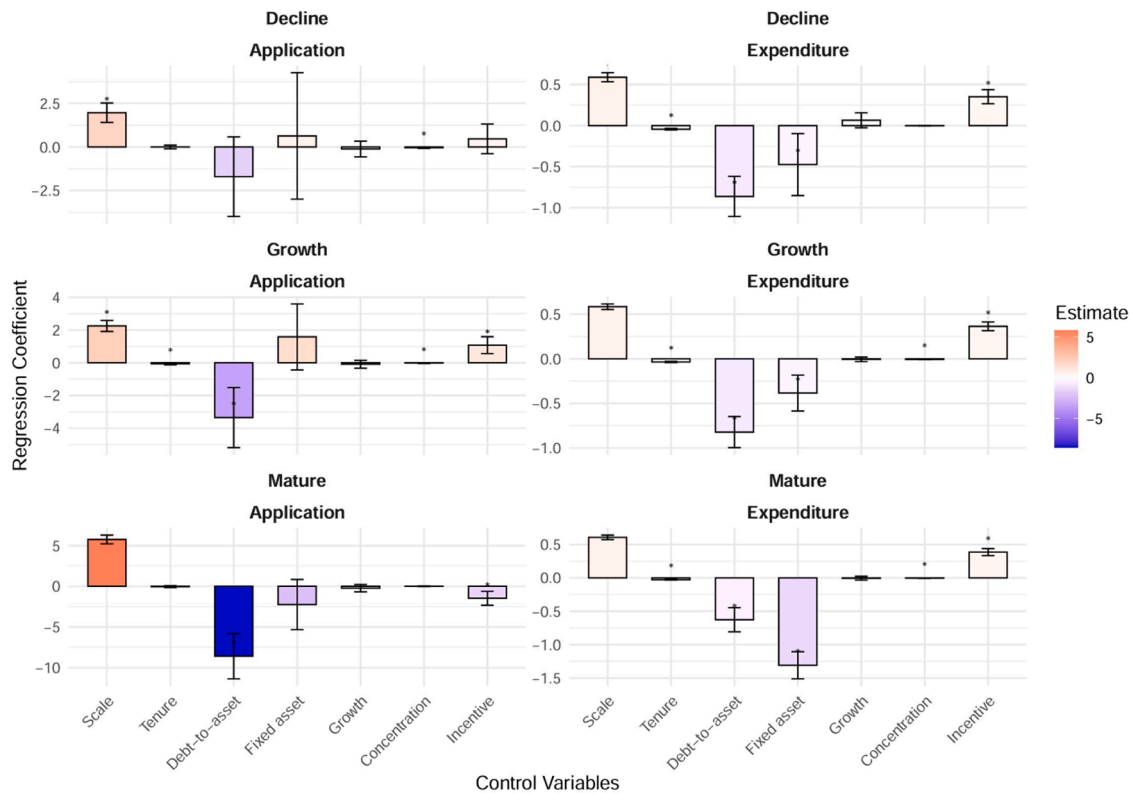 Decline
Application
2.5
0.0
−2.5
*
*
Decline
Expenditure
0.5
0.0
−0.5
−1.0
*
*
*
*
*
Growth
Application
4
2
0
−2
−4
*
*
*
*
*
Growth
Expenditure
0.5
0.0
−0.5
−1.0
*
*
*
*
*
Mature
Application
5
0
−5
−10
*
*
Mature
Expenditure
0.5
0.0
−0.5
−1.0
−1.5
*
*
*
*
*
Regression Coefficient
Scale
Tenure
Debt−to−asset
Fixed asset
Growth
Concentration
Incentive
Scale
Tenure
Debt−to−asset
Fixed asset
Growth
Concentration
Incentive
Control Variables
Estimate
5
0
−5